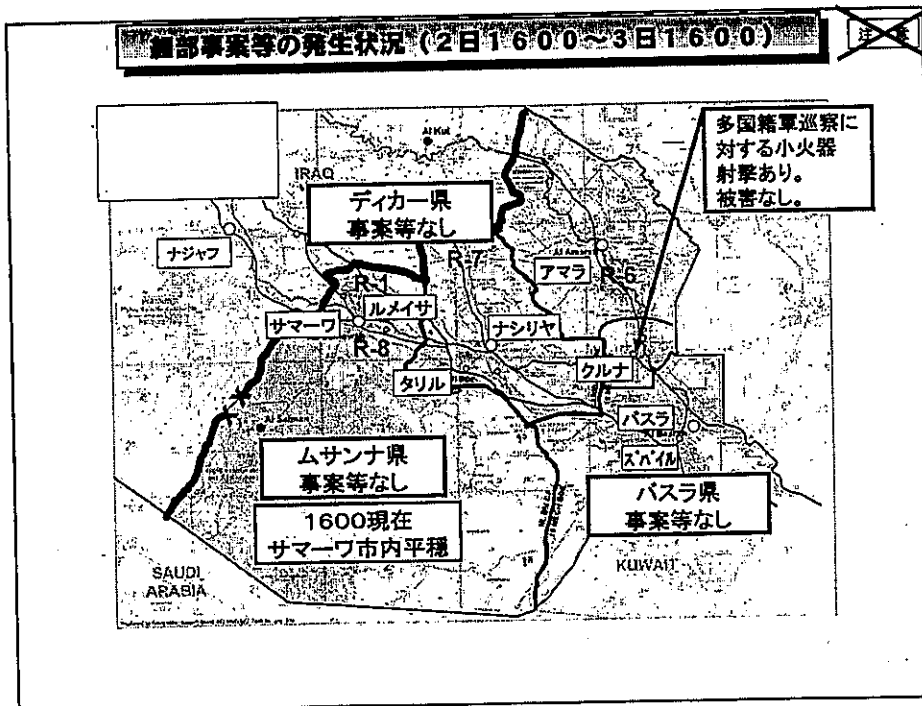 細部事案等の発生状況(2日1600~3日1600)
注意
多国籍軍巡察に
対する小火器
射撃あり。
被害なし。
Al Kut
IRAQ
ディカー県
事案等なし
ナジャフ
R-7
アマラ
R-6
R-1
ルメイサ
サマーワ
R-8
ナシリヤ
クルナ
タリル
バスラ
ズバイル
ムサンナ県
事案等なし
バスラ県
事案等なし
1600現在
サマーワ市内平穏
SAUDI
ARABIA
KUWAIT